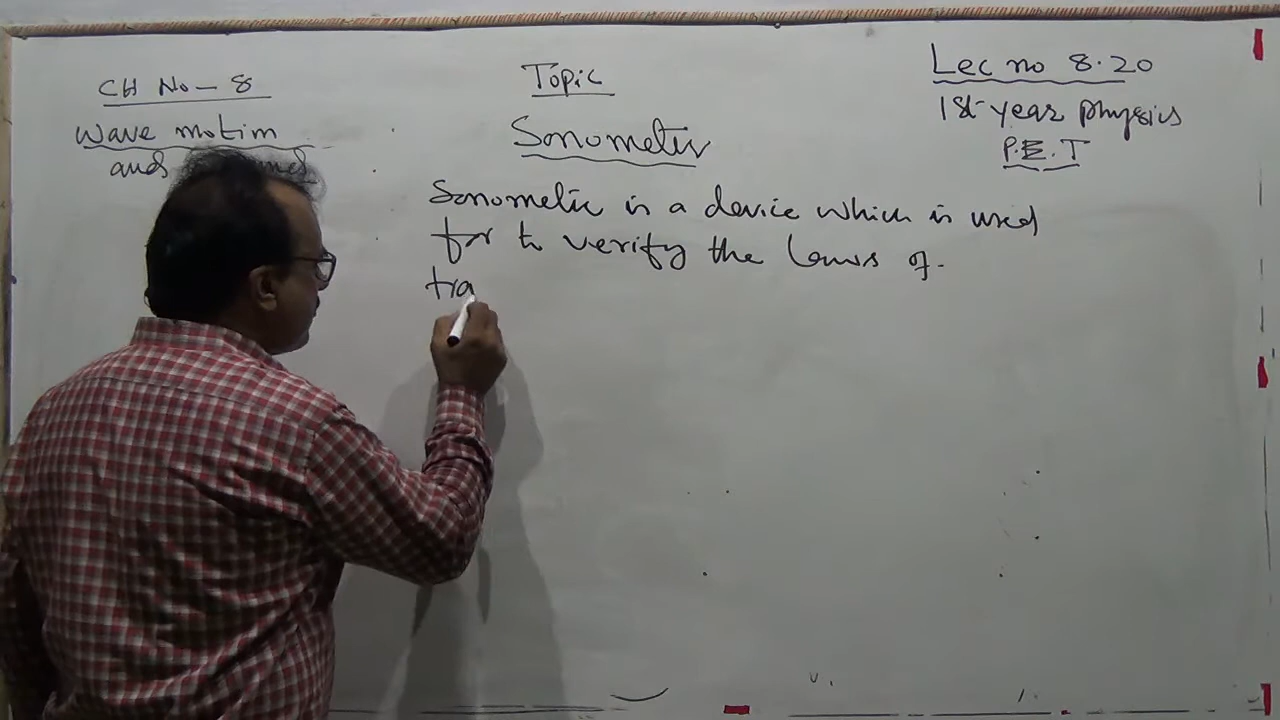 CH No - 8
Wave motion
and
Topic
Sonometer
Lec no 8.20
1st year physics
P.E.T
Sonometer is a device which is used
for to verify the laws of
tra